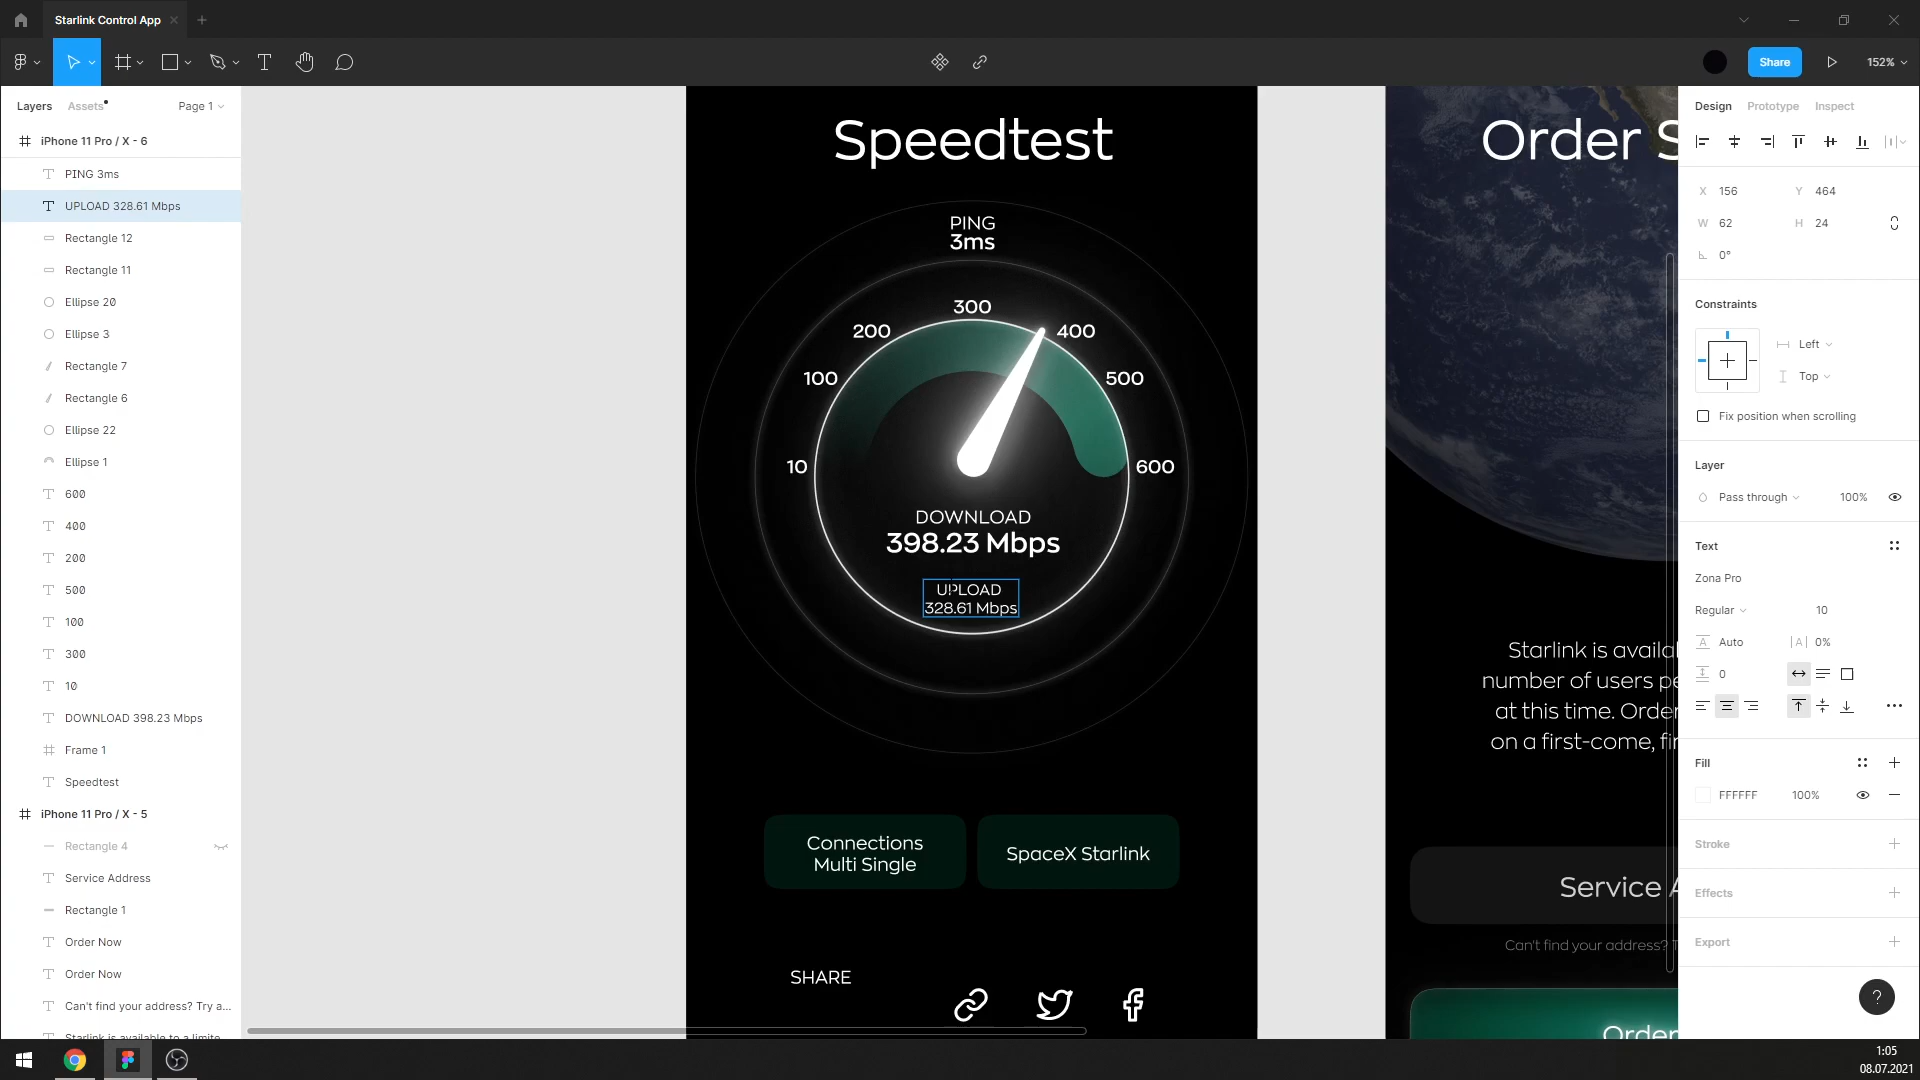 Starlink Control App
Share
152%
Layers
Assets
Page 1
iPhone 11 Pro / X - 6
PING 3ms
UPLOAD 328.61 Mbps
Rectangle 12
Rectangle 11
Ellipse 20
Ellipse 3
Rectangle 7
Rectangle 6
Ellipse 22
Ellipse 1
600
400
200
500
100
300
10
DOWNLOAD 398.23 Mbps
Frame 1
Speedtest
iPhone 11 Pro / X - 5
Rectangle 4
Service Address
Rectangle 1
Order Now
Order Now
Can't find your address? Try a...
Starlink is available to a limite...
Speedtest
PING
3ms
300
200
400
100
500
10
600
DOWNLOAD
398.23 Mbps
UPLOAD
328.61 Mbps
Connections
Multi Single
SpaceX Starlink
SHARE
Order S
Starlink is availal
number of users pe
at this time. Order
on a first-come, fir
Service A
Can't find your address? T
Order
Design
Prototype
Inspect
X 156
Y 464
W 62
H 24
0°
Constraints
Left
Top
Fix position when scrolling
Layer
Pass through
100%
Text
Zona Pro
Regular
10
Auto
|A| 0%
0
Fill
FFFFFF
100%
Stroke
Effects
Export
?
1:05
08.07.2021